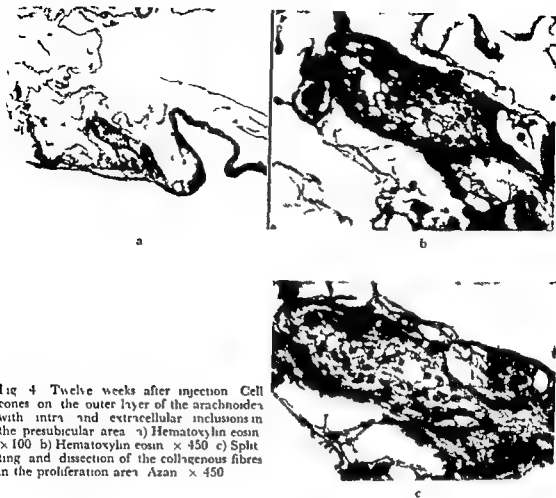 a
b
Fig 4 Twelve weeks after injection Cell
cones on the outer layer of the arachnoidea
with intra and extracellular inclusions in
the presubicular area a) Hematoxylin eosin
× 100 b) Hematoxylin eosin × 450 c) Split
ting and dissection of the collagenous fibres
in the proliferation area Azan × 450
c